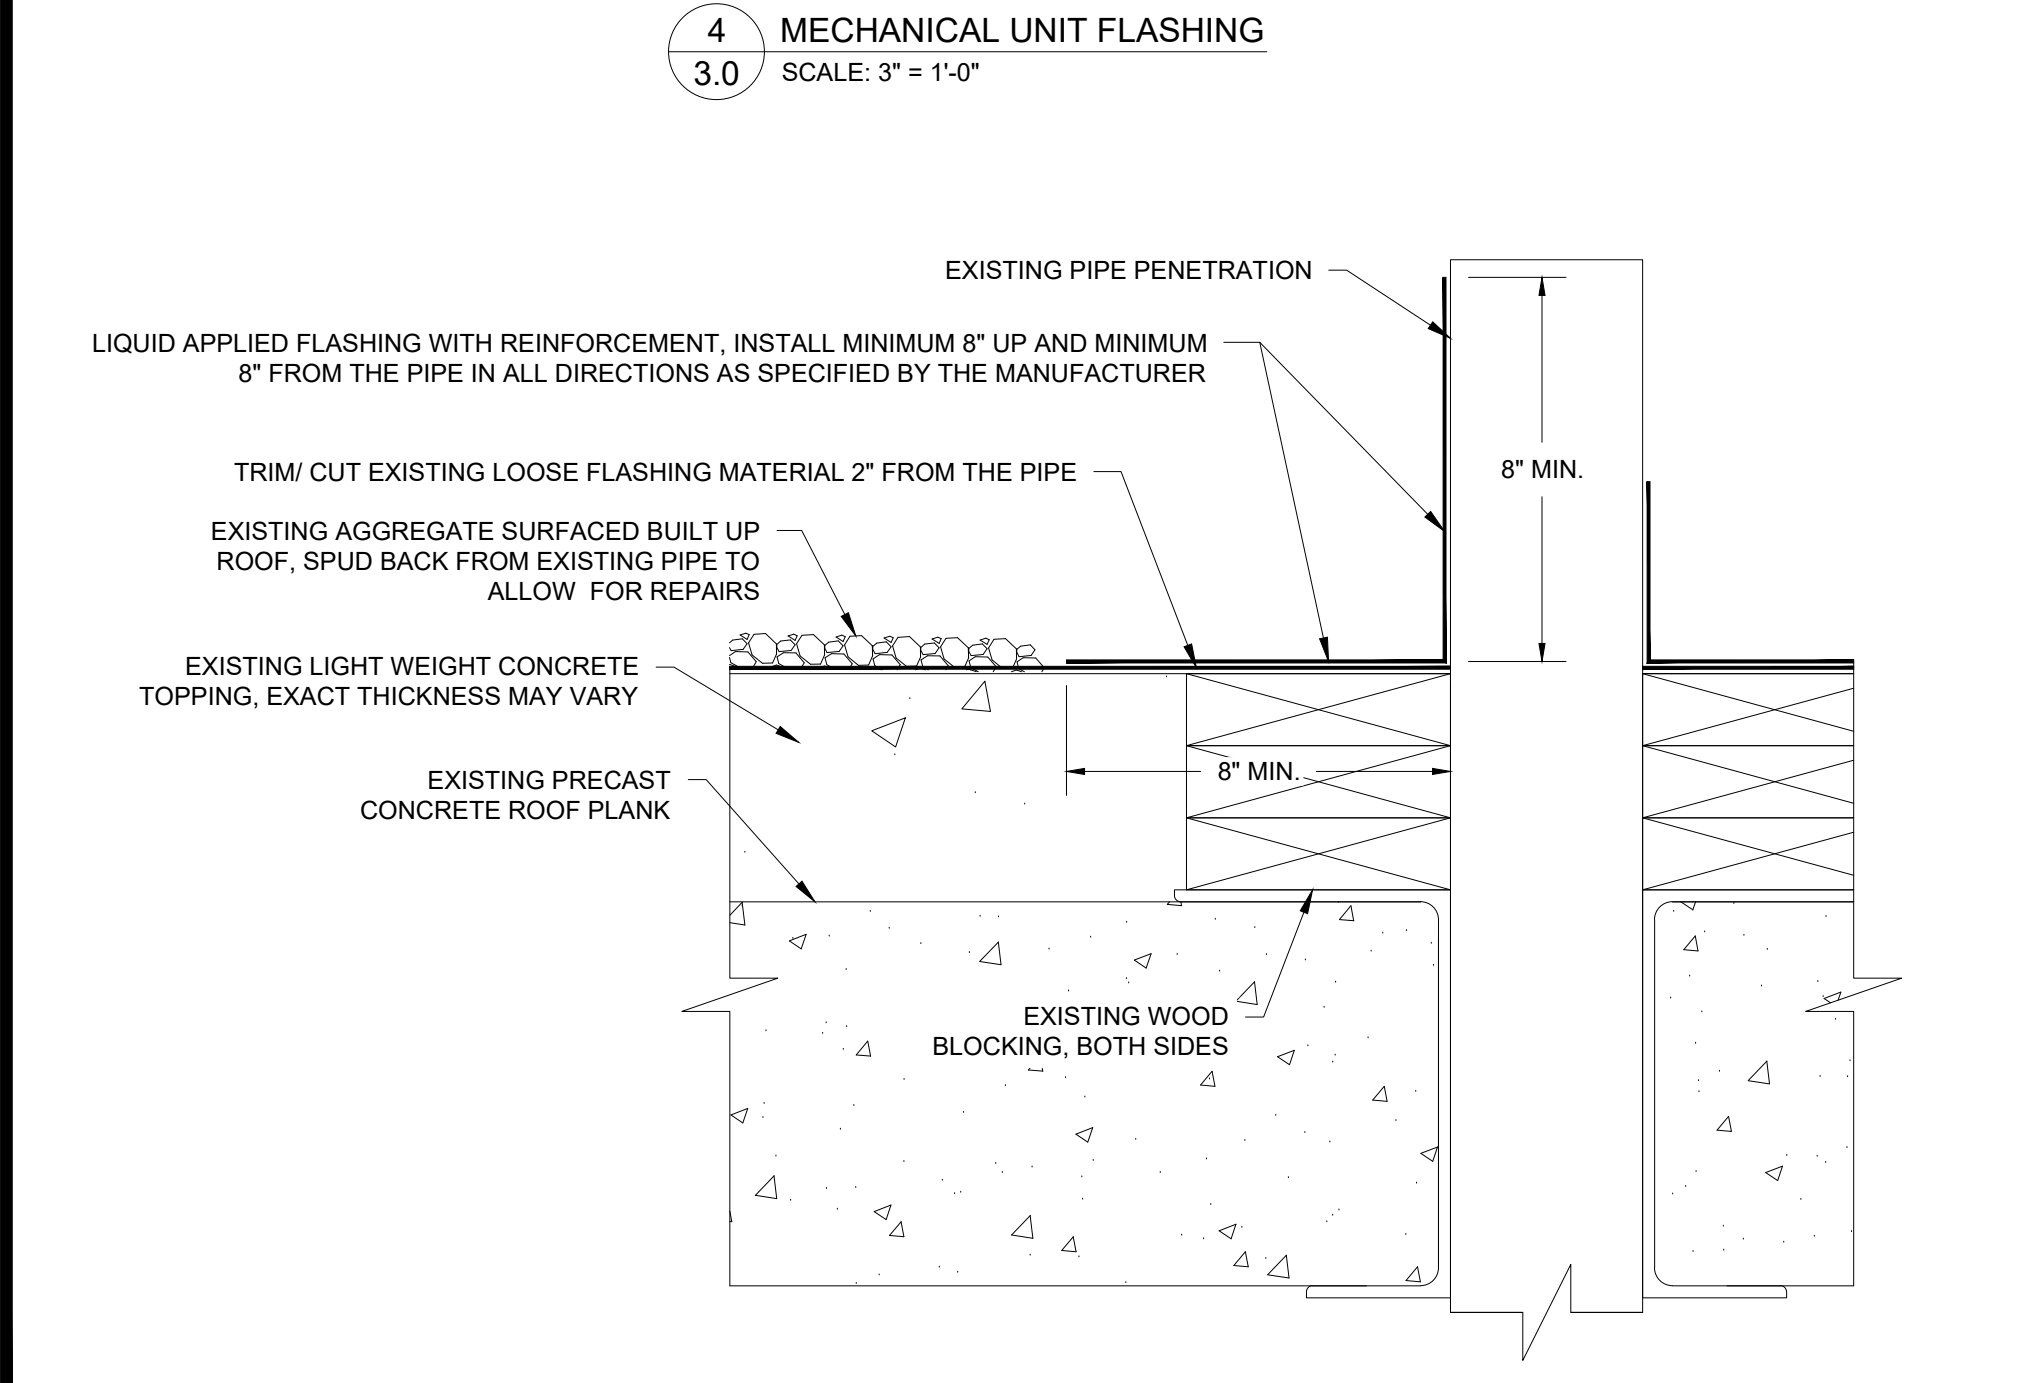 4
3.0
MECHANICAL UNIT FLASHING
SCALE: 3" = 1'-0"
EXISTING PIPE PENETRATION
LIQUID APPLIED FLASHING WITH REINFORCEMENT, INSTALL MINIMUM 8" UP AND MINIMUM
8" FROM THE PIPE IN ALL DIRECTIONS AS SPECIFIED BY THE MANUFACTURER
8" MIN.
TRIM/ CUT EXISTING LOOSE FLASHING MATERIAL 2" FROM THE PIPE
EXISTING AGGREGATE SURFACED BUILT UP
ROOF, SPUD BACK FROM EXISTING PIPE TO
ALLOW  FOR REPAIRS
EXISTING LIGHT WEIGHT CONCRETE
TOPPING, EXACT THICKNESS MAY VARY
8" MIN.
EXISTING PRECAST
CONCRETE ROOF PLANK
EXISTING WOOD
BLOCKING, BOTH SIDES